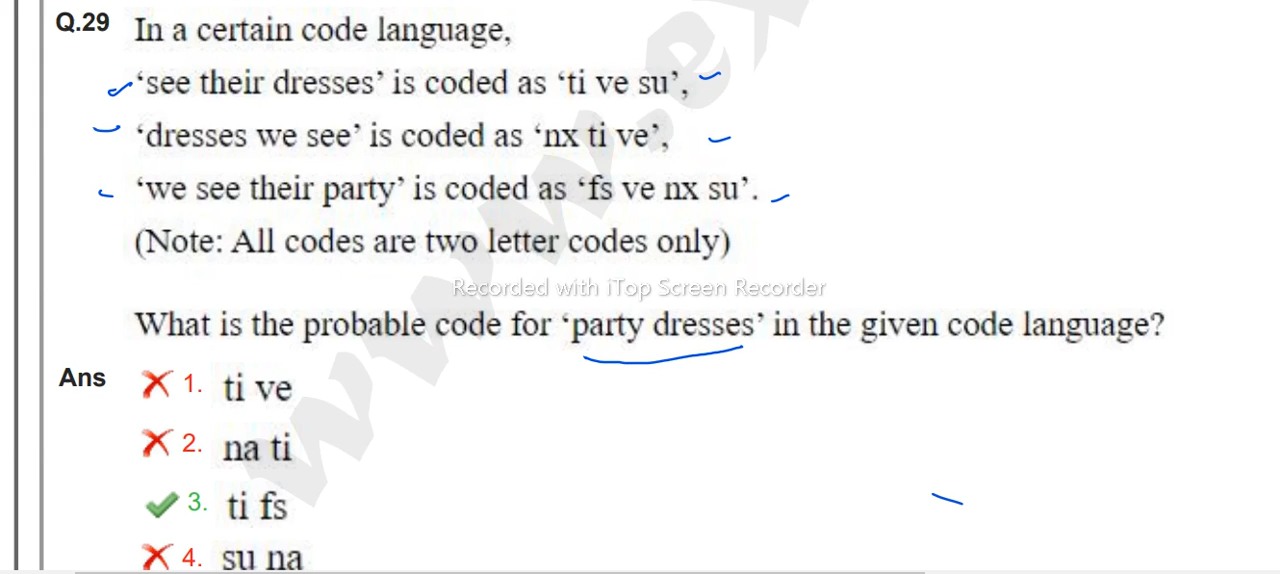 Q.29 In a certain code language,
‘see their dresses’ is coded as ‘ti ve su’,
‘dresses we see’ is coded as ‘nx ti ve’,
‘we see their party’ is coded as ‘fs ve nx su’.
(Note: All codes are two letter codes only)
Recorded with iTop Screen Recorder
What is the probable code for ‘party dresses’ in the given code language?
Ans 1. ti ve
2. na ti
3. ti fs
4. su na
www.ex